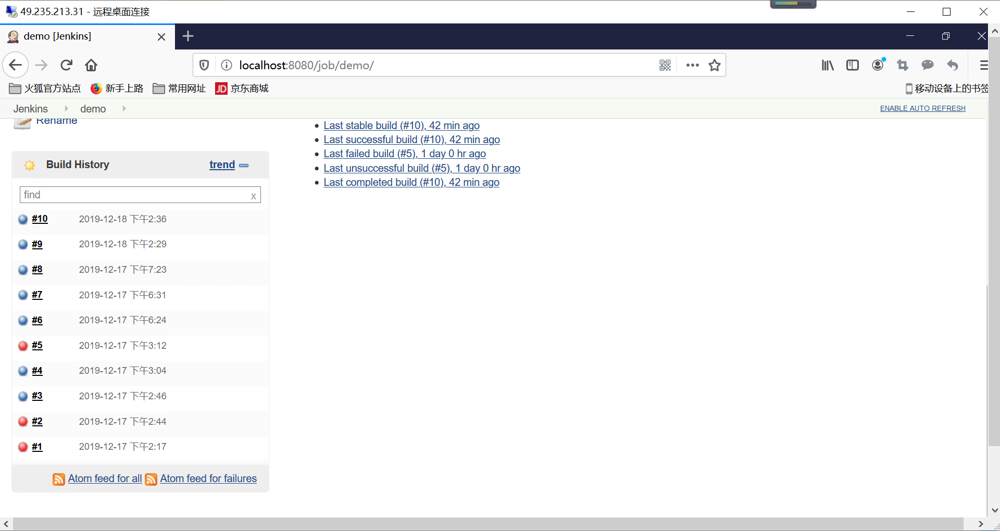 49.235.213.31 - 远程桌面连接
demo [Jenkins]
localhost:8080/job/demo/
火狐官方站点 新手上路 常用网址 JD 京东商城 移动设备上的书签
Jenkins demo ENABLE AUTO REFRESH
Rename
Last stable build (#10), 42 min ago
Last successful build (#10), 42 min ago
Last failed build (#5), 1 day 0 hr ago
Last unsuccessful build (#5), 1 day 0 hr ago
Last completed build (#10), 42 min ago
Build History trend
find x
#10 2019-12-18 下午2:36
#9 2019-12-18 下午2:29
#8 2019-12-17 下午7:23
#7 2019-12-17 下午6:31
#6 2019-12-17 下午6:24
#5 2019-12-17 下午3:12
#4 2019-12-17 下午3:04
#3 2019-12-17 下午2:46
#2 2019-12-17 下午2:44
#1 2019-12-17 下午2:17
Atom feed for all Atom feed for failures